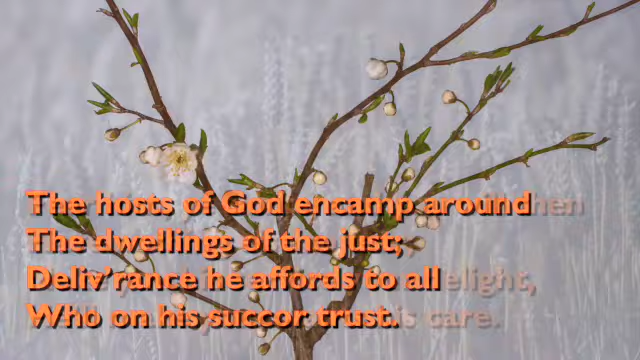 The hosts of God encamp around
The dwellings of the just;
Deliv'rance he affords to all
Who on his succor trust.